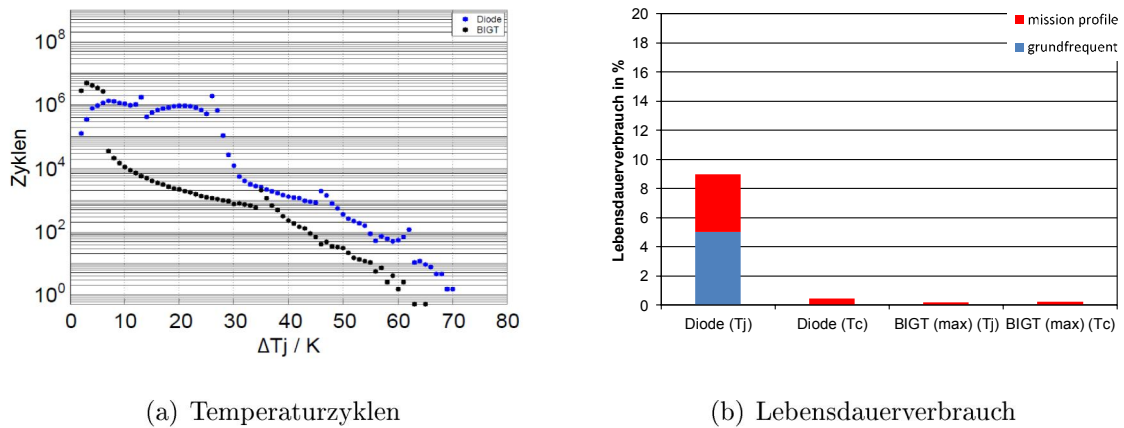 Diode
BIGT
10^8
10^6
10^4
10^2
10^0
Zyklen
0 10 20 30 40 50 60 70 80
ΔTj / K
(a) Temperaturzyklen
mission profile
grundfrequent
20
18
16
14
12
10
8
6
4
2
0
Lebensdauerverbrauch in %
Diode (Tj) Diode (Tc) BIGT (max) (Tj) BIGT (max) (Tc)
(b) Lebensdauerverbrauch